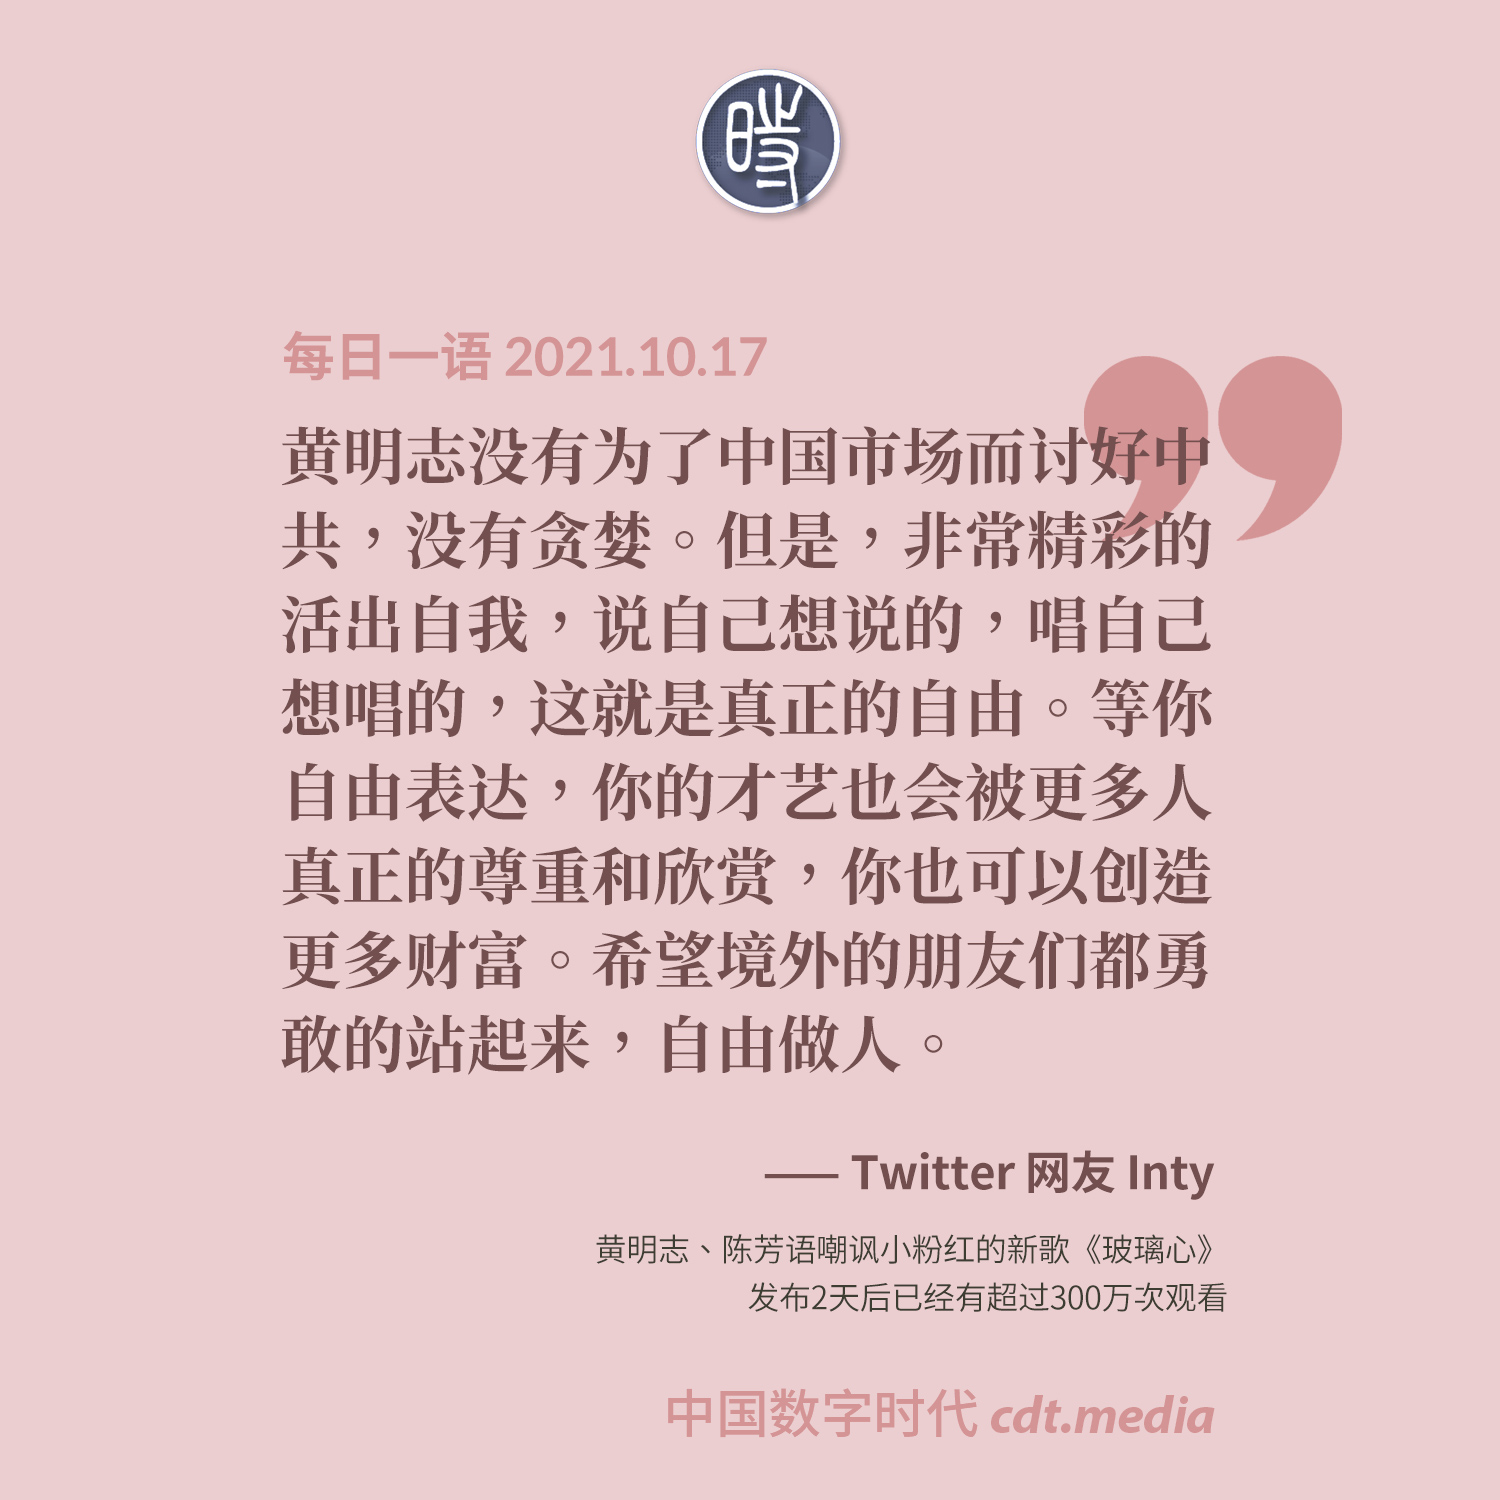 時
每日一语 2021.10.17
黄明志没有为了中国市场而讨好中
共，没有贪婪。但是，非常精彩的
活出自我，说自己想说的，唱自己
想唱的，这就是真正的自由。等你
自由表达，你的才艺也会被更多人
真正的尊重和欣赏，你也可以创造
更多财富。希望境外的朋友们都勇
敢的站起来，自由做人。
—— Twitter 网友 Inty
黄明志、陈芳语嘲讽小粉红的新歌《玻璃心》
发布2天后已经有超过300万次观看
中国数字时代 cdt.media